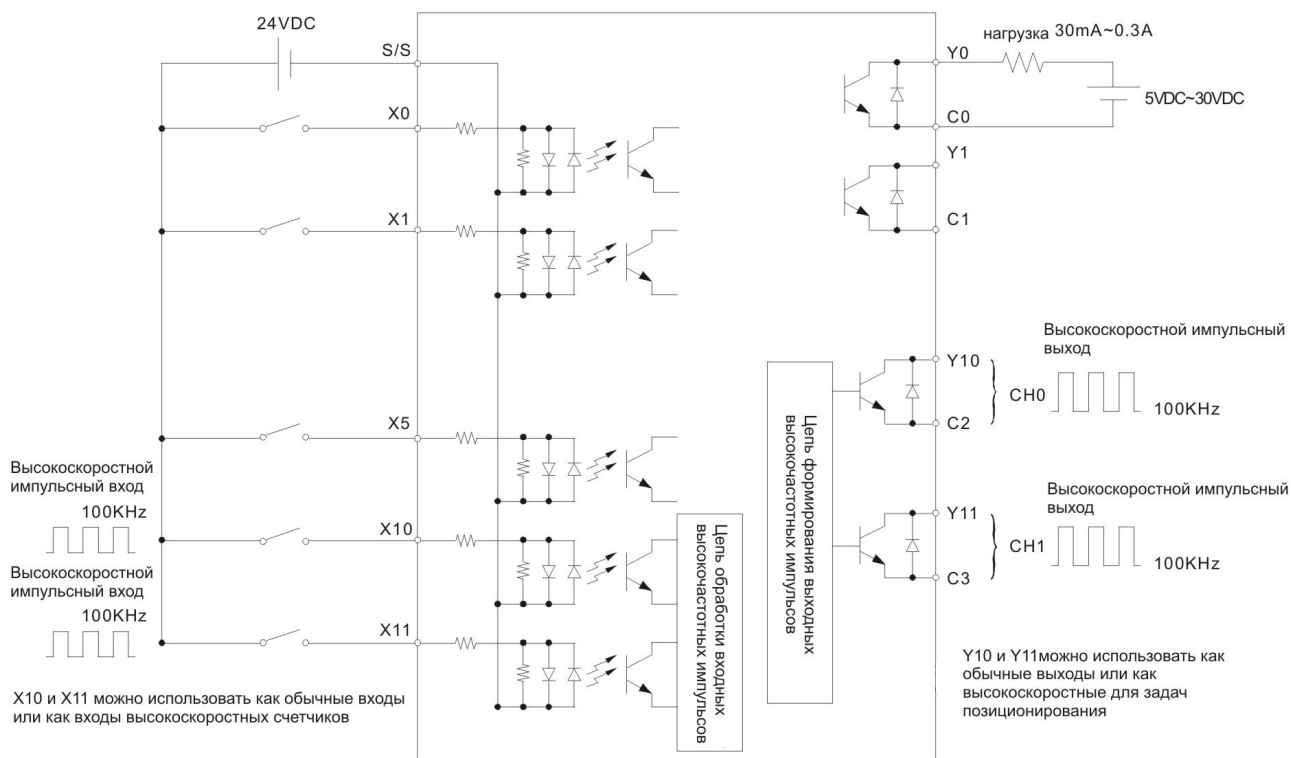 24VDC
S/S
X0
X1
X5
Высокоскоростной
импульсный вход
100KHz
X10
Высокоскоростной
импульсный вход
100KHz
X11
X10 и X11 можно использовать как обычные входы
или как входы высокоскоростных счетчиков
Цепь обработки входных
высокочастотных импульсов
Цепь формирования выходных
высокочастотных импульсов
нагрузка 30mA~0.3A
Y0
5VDC~30VDC
C0
Y1
C1
Высокоскоростной импульсный
выход
Y10
CH0
100KHz
C2
Высокоскоростной импульсный
выход
Y11
CH1
100KHz
C3
Y10 и Y11можно использовать как
обычные выходы или как
высокоскоростные для задач
позиционирования